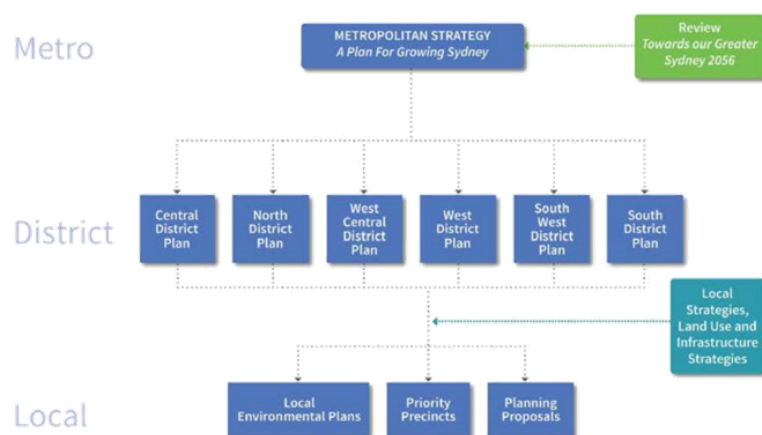 Metro
METROPOLITAN STRATEGY
A Plan For Growing Sydney
Review
Towards our Greater
Sydney 2056
District
Central
District
Plan
North
District
Plan
West
Central
District
Plan
West
District
Plan
South
West
District
Plan
South
District
Plan
Local
Strategies,
Land Use and
Infrastructure
Strategies
Local
Local
Environmental Plans
Priority
Precincts
Planning
Proposals